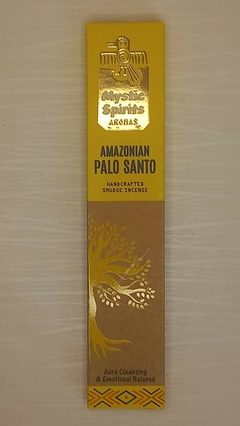 Mystic
Spirits
AROMAS
AMAZONIAN
PALO SANTO
HANDCRAFTED
SMUDGE INCENSE
Aura Cleansing
& Emotional Balance